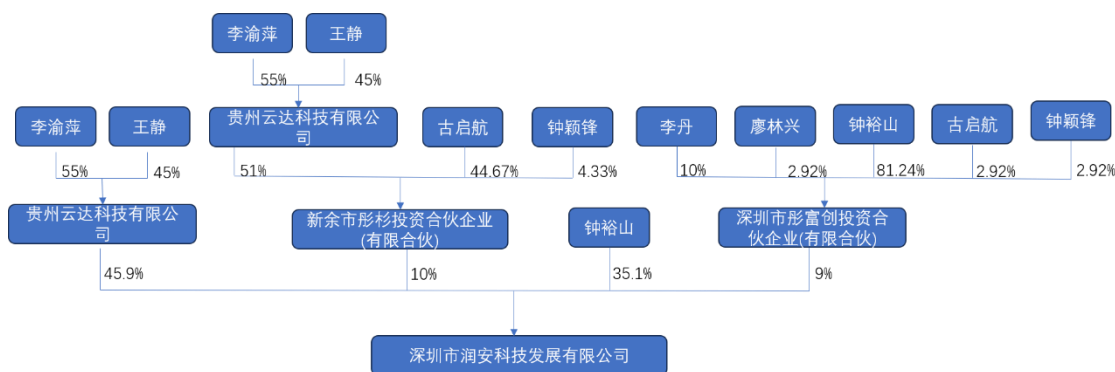 李渝萍
王静
55%
45%
李渝萍
王静
贵州云达科技有限公
司
古启航
钟颖锋
李丹
廖林兴
钟裕山
古启航
钟颖锋
55%
45%
51%
44.67%
4.33%
10%
2.92%
81.24%
2.92%
2.92%
贵州云达科技有限公
司
新余市彤杉投资合伙企业
(有限合伙)
钟裕山
深圳市彤富创投资合
伙企业(有限合伙)
45.9%
10%
35.1%
9%
深圳市润安科技发展有限公司